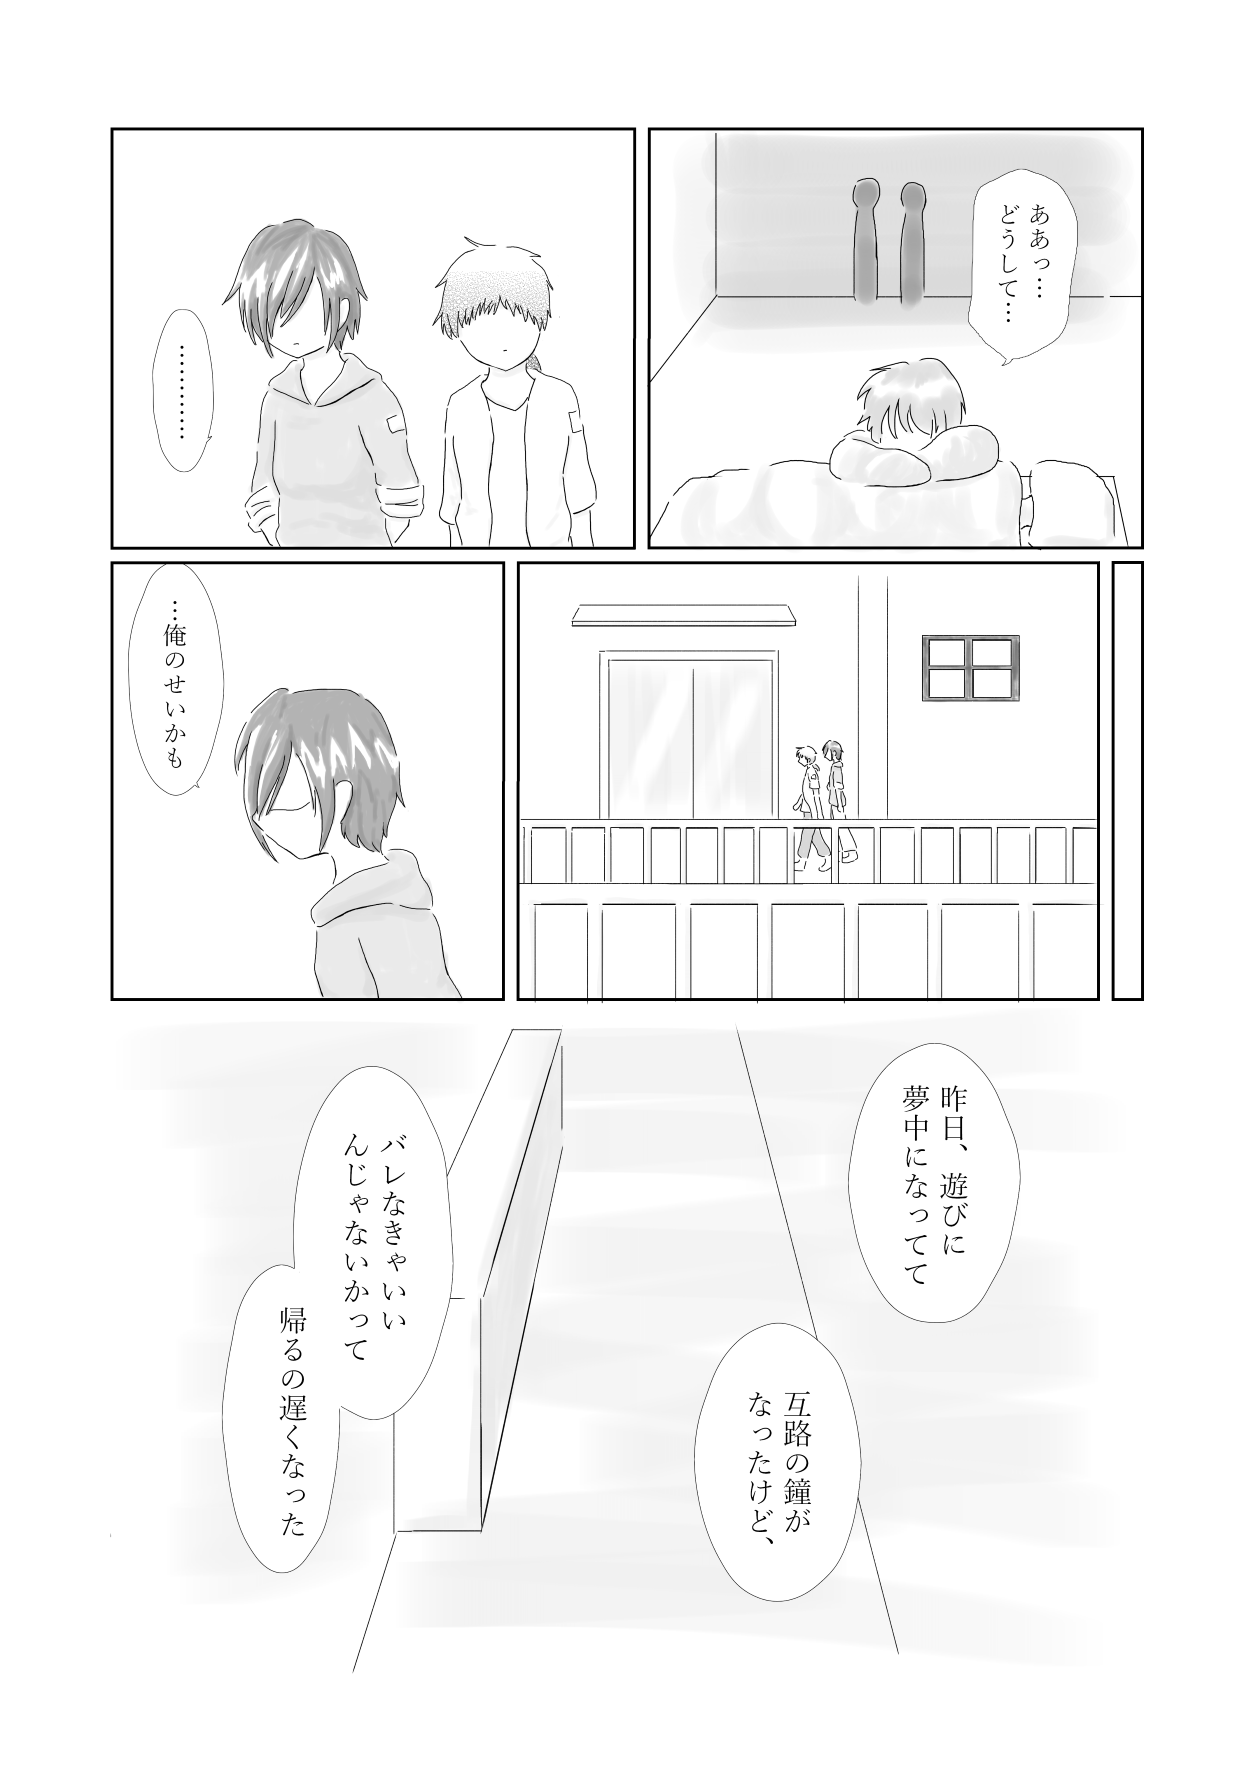 ああっ…
どうして…
…………
…俺のせいかも
昨日、遊びに
夢中になってて
互路の鐘が
なったけど、
バレなきゃいい
んじゃないかって
帰るの遅くなった